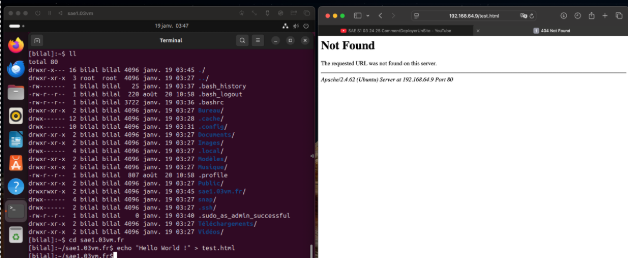 sae1.03vm
19 janv. 03:47
Terminal
[bilal]:~$ ll
total 80
drwxr-x--- 16 bilal bilal 4096 janv. 19 03:45 ./
drwxr-xr-x 3 root root 4096 janv. 19 03:27 ../
-rw------- 1 bilal bilal 25 janv. 19 03:37 .bash_history
-rw-r--r-- 1 bilal bilal 220 août 20 10:58 .bash_logout
-rw-r--r-- 1 bilal bilal 3722 janv. 19 03:36 .bashrc
drwxr-xr-x 2 bilal bilal 4096 janv. 19 03:27 Bureau/
drwx------ 12 bilal bilal 4096 janv. 19 03:28 .cache/
drwx------ 10 bilal bilal 4096 janv. 19 03:31 .config/
drwxr-xr-x 2 bilal bilal 4096 janv. 19 03:27 Documents/
drwxr-xr-x 2 bilal bilal 4096 janv. 19 03:27 Images/
drwx------ 4 bilal bilal 4096 janv. 19 03:27 .local/
drwxr-xr-x 2 bilal bilal 4096 janv. 19 03:27 Modèles/
drwxr-xr-x 2 bilal bilal 4096 janv. 19 03:27 Musique/
-rw-r--r-- 1 bilal bilal 807 août 20 10:58 .profile
drwxr-xr-x 2 bilal bilal 4096 janv. 19 03:27 Public/
drwxrwxr-x 2 bilal bilal 4096 janv. 19 03:45 sae1.03vm.fr/
drwx------ 4 bilal bilal 4096 janv. 19 03:27 snap/
drwx------ 2 bilal bilal 4096 janv. 19 03:27 .ssh/
-rw-r--r-- 1 bilal bilal 0 janv. 19 03:40 .sudo_as_admin_successful
drwxr-xr-x 2 bilal bilal 4096 janv. 19 03:27 Téléchargements/
drwxr-xr-x 2 bilal bilal 4096 janv. 19 03:27 Vidéos/
[bilal]:~$ cd sae1.03vm.fr
[bilal]:~/sae1.03vm.fr$ echo "Hello World !" > test.html
[bilal]:~/sae1.03vm.fr$
192.168.64.9/test.html
YouTube
404 Not Found
Not Found
The requested URL was not found on this server.
Apache/2.4.62 (Ubuntu) Server at 192.168.64.9 Port 80